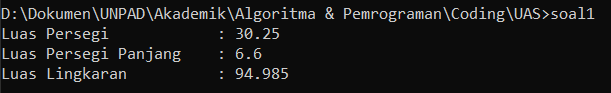 D:\Dokumen\UNPAD\Akademik\Algoritma & Pemrograman\Coding\UAS>soal1
Luas Persegi : 30.25
Luas Persegi Panjang : 6.6
Luas Lingkaran : 94.985